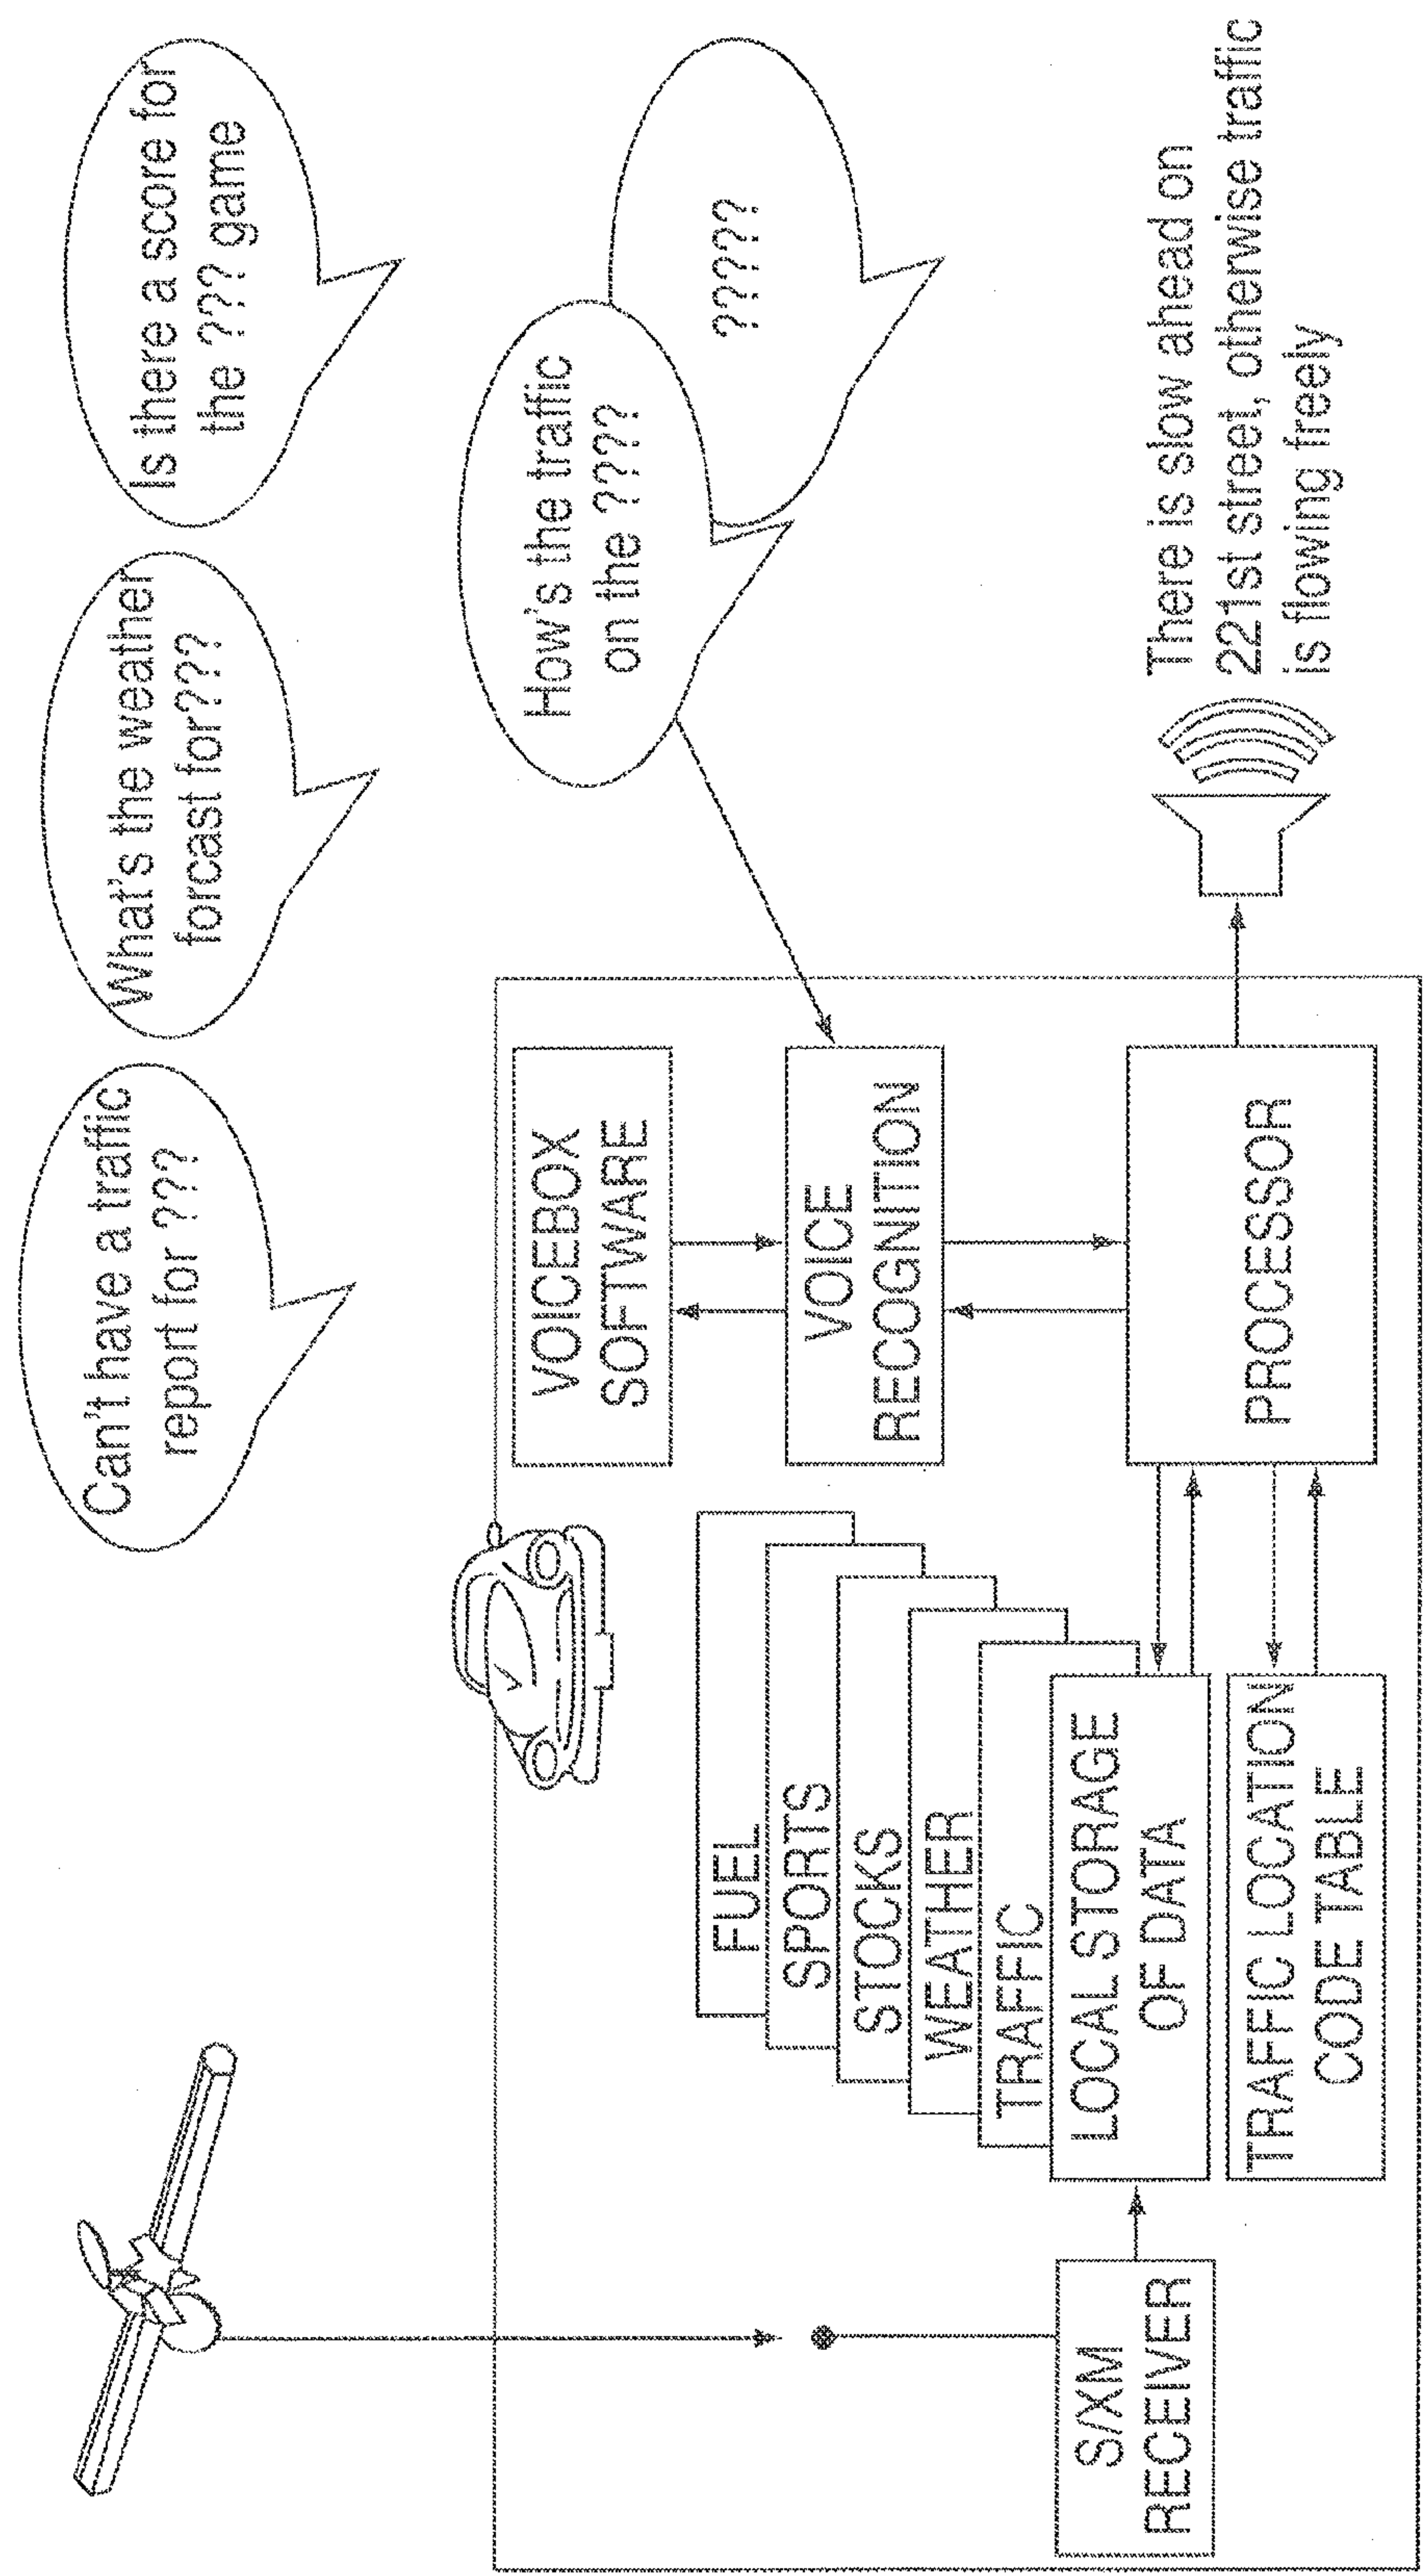 Can't have a traffic
report for ???
What's the weather
forcast for???
Is there a score for
the ??? game
How's the traffic
on the ????
?????
VOICEBOX
SOFTWARE
VOICE
RECOGNITION
PROCESSOR
FUEL
SPORTS
STOCKS
WEATHER
TRAFFIC
LOCAL STORAGE
OF DATA
TRAFFIC LOCATION
CODE TABLE
S/XM
RECEIVER
There is slow ahead on
221st street, otherwise traffic
is flowing freely